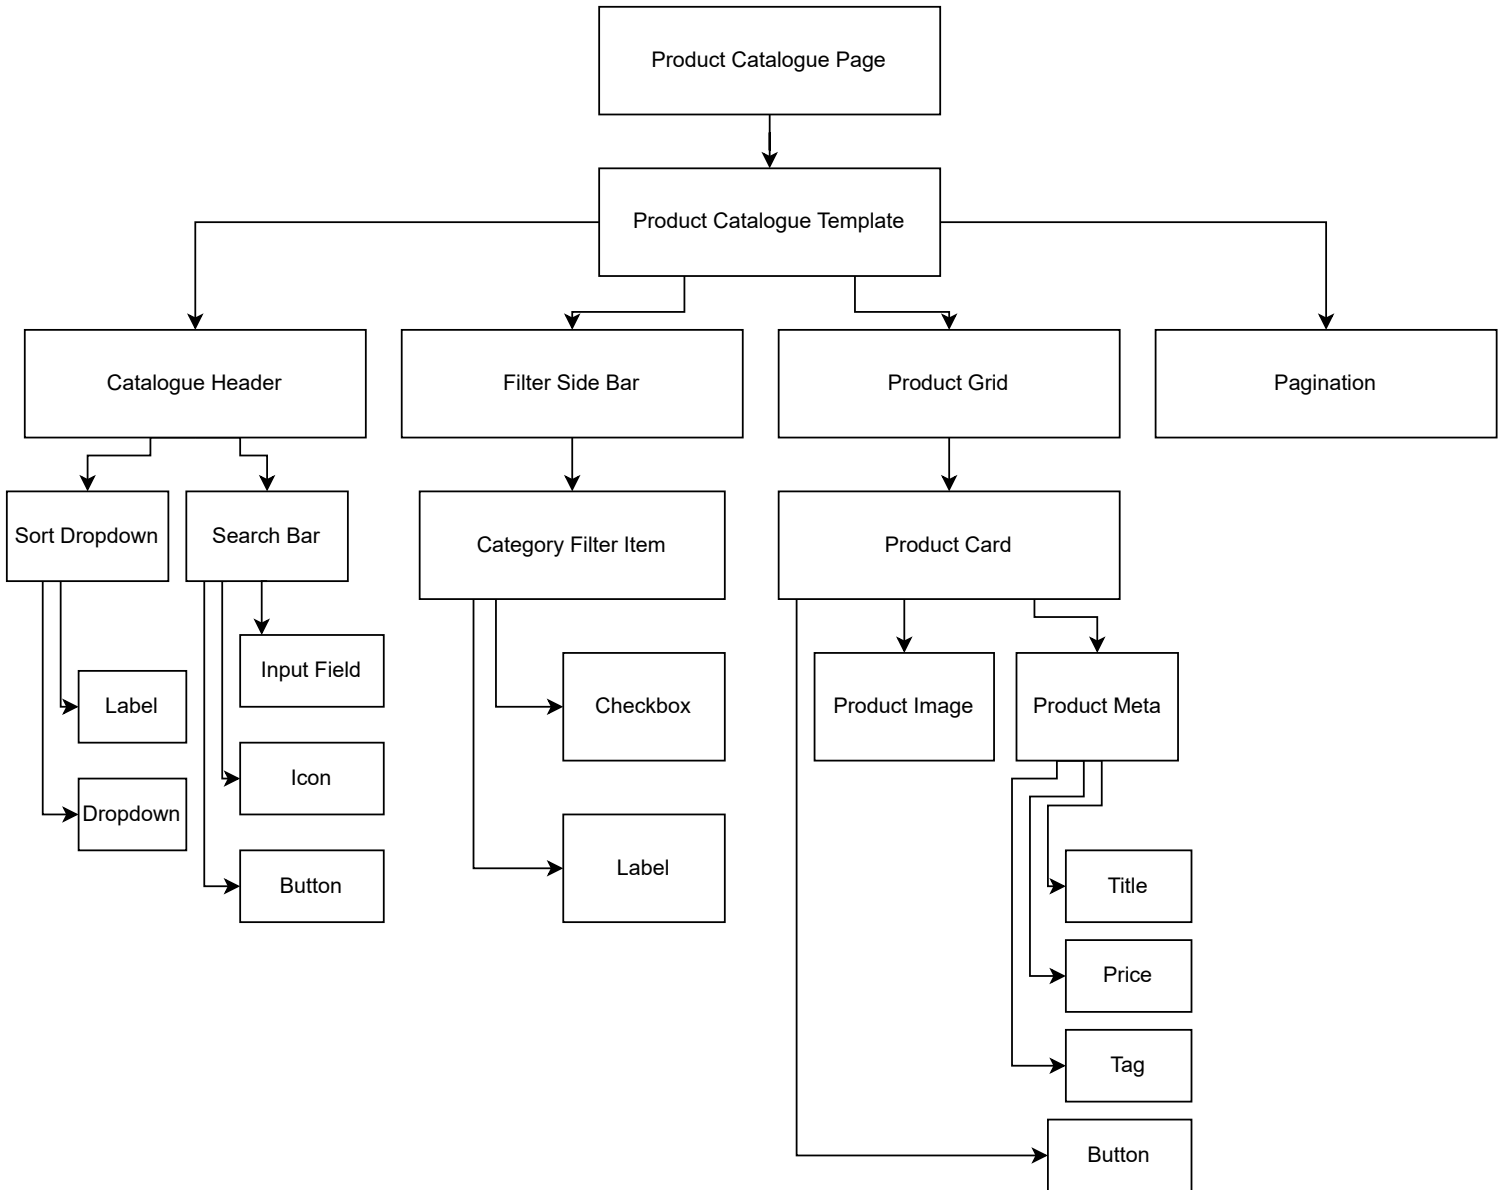 Product Catalogue Page
Product Catalogue Template
Catalogue Header
Filter Side Bar
Product Grid
Pagination
Sort Dropdown
Search Bar
Category Filter Item
Product Card
Input Field
Label
Checkbox
Product Image
Product Meta
Icon
Dropdown
Button
Label
Title
Price
Tag
Button